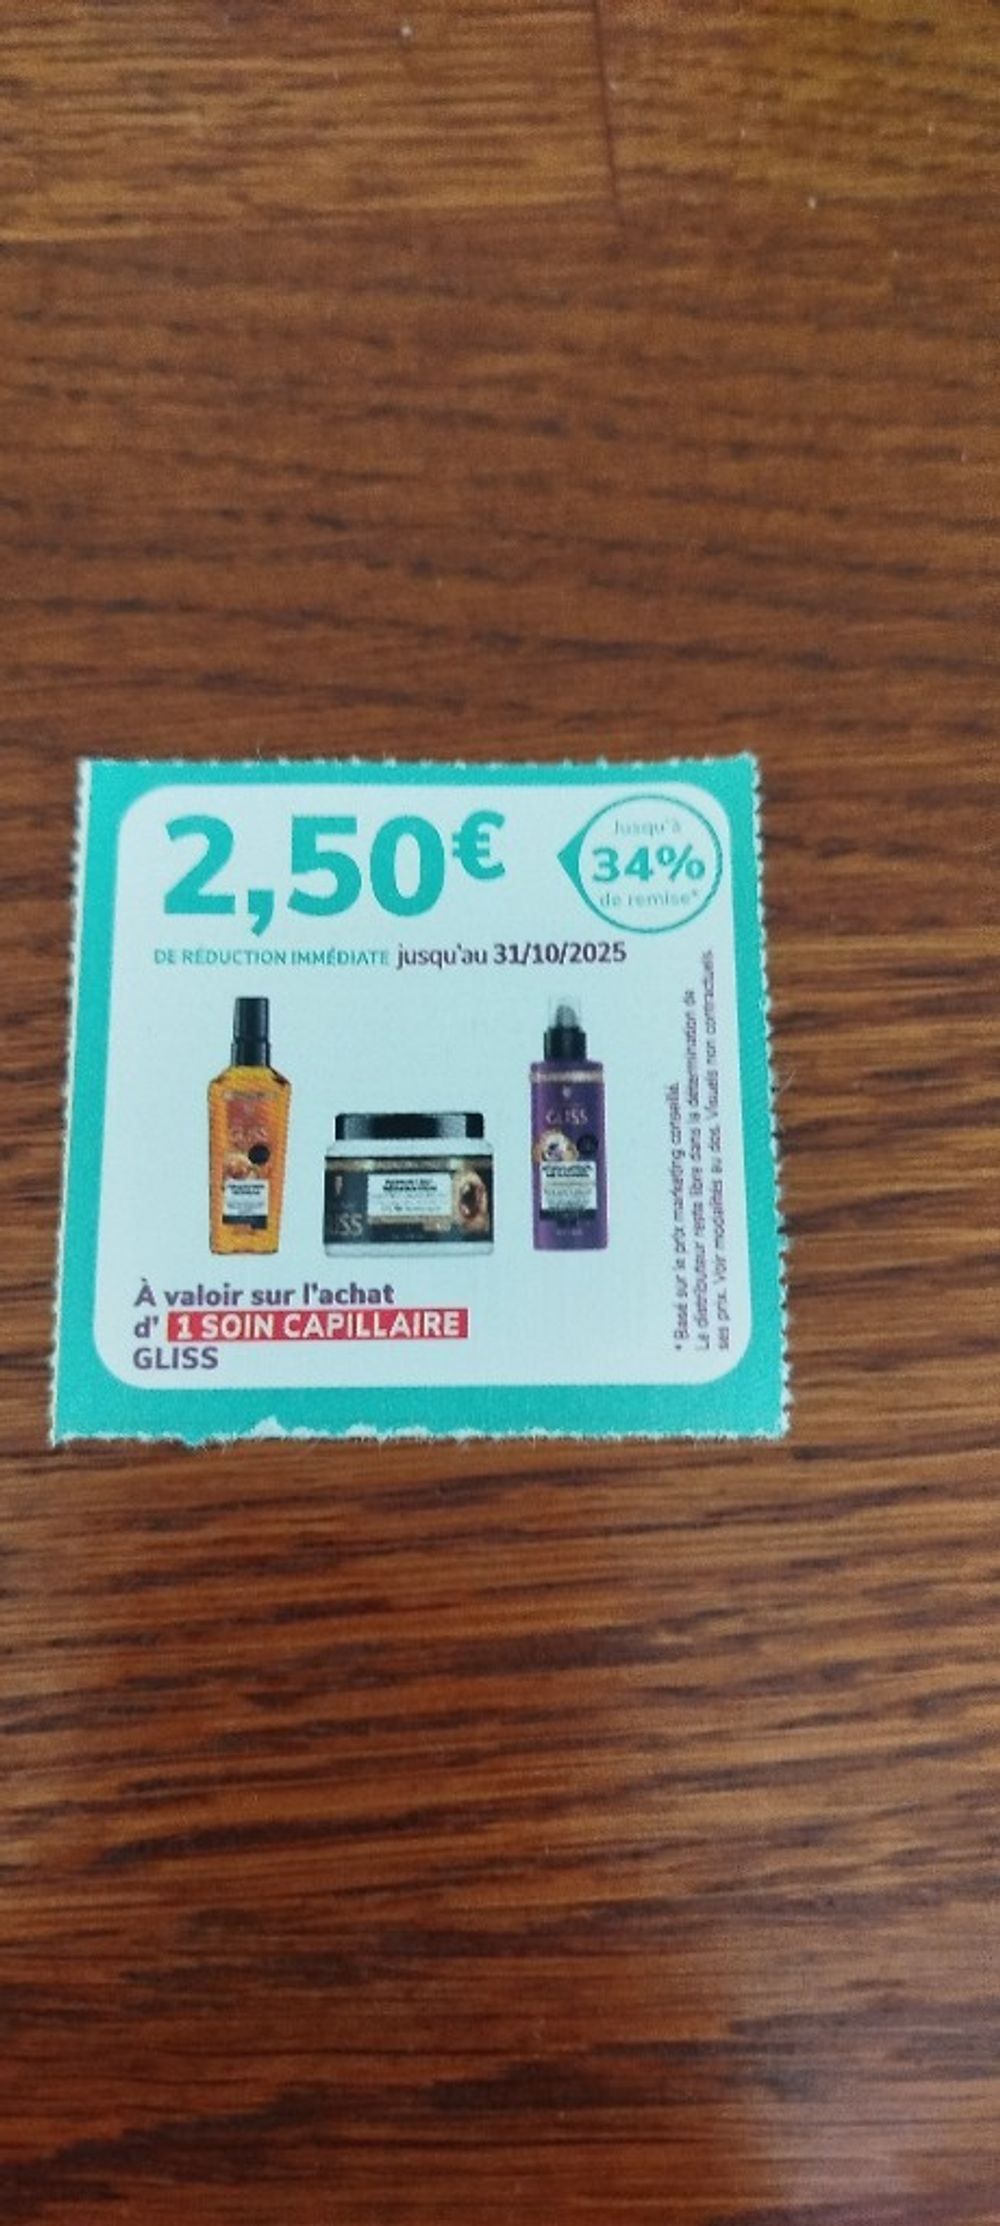 2,50€
Jusqu'à
34%
de remise*
DE RÉDUCTION IMMÉDIATE jusqu'au 31/10/2025
GLISS
À valoir sur l'achat
d' 1 SOIN CAPILLAIRE
GLISS
* Basé sur le prix marketing conseillé.
Le distributeur reste libre dans la détermination de
ses prix. Voir modalités au dos. Visuels non contractuels.